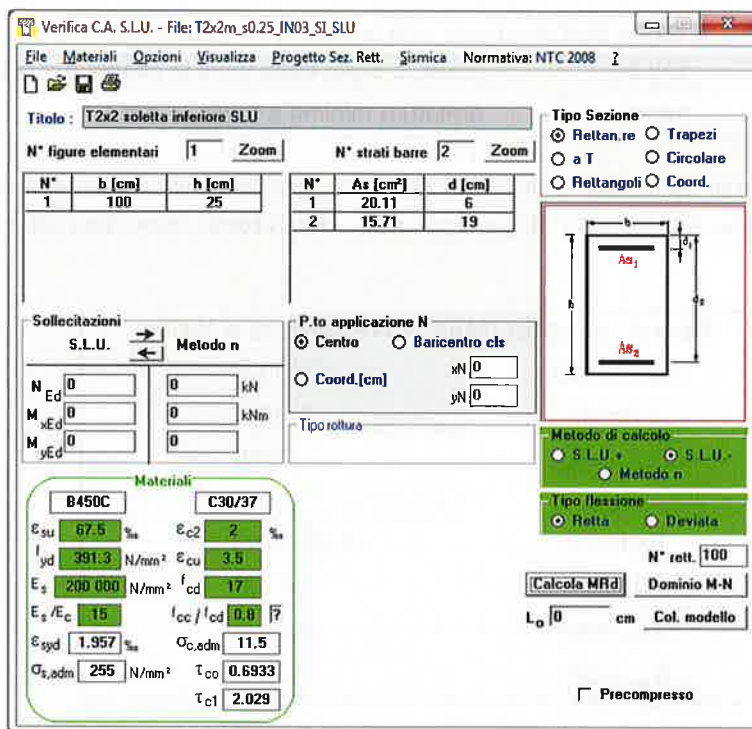 Verifica C.A. S.L.U. - File: T2x2m_s0.25_IN03_SI_SLU
File Materiali Opzioni Visualizza Progetto Sez. Rett. Sismica Normativa: NTC 2008 ?
Titolo : T2x2 soletta inferiore SLU
N° figure elementari 1 Zoom
N° strati barre 2 Zoom
N° b [cm] h [cm]
1 100 25
N° As [cm²] d [cm]
1 20.11 6
2 15.71 19
Tipo Sezione
Rettan.re Trapezi
a T Circolare
Rettangoli Coord.
b
d1
As1
h
d2
As2
Sollecitazioni
S.L.U. Metodo n
N Ed 0 0 kN
M xEd 0 0 kNm
M yEd 0 0
P.to applicazione N
Centro Baricentro cls
Coord.[cm] xN 0
yN 0
Tipo rottura
Metodo di calcolo
S.L.U.+ S.L.U.-
Metodo n
Tipo flessione
Retta Deviata
N° rett. 100
Calcola MRd Dominio M-N
L0 0 cm Col. modello
Precompresso
Materiali
B450C C30/37
εsu 67.5 ‰ εc2 2 ‰
fyd 391.3 N/mm² εcu 3.5
Es 200 000 N/mm² fcd 17
Es/Ec 15 fcc / fcd 0.8 ?
εsyd 1.957 ‰ σc,adm 11.5
σs,adm 255 N/mm² τco 0.6933
τc1 2.029